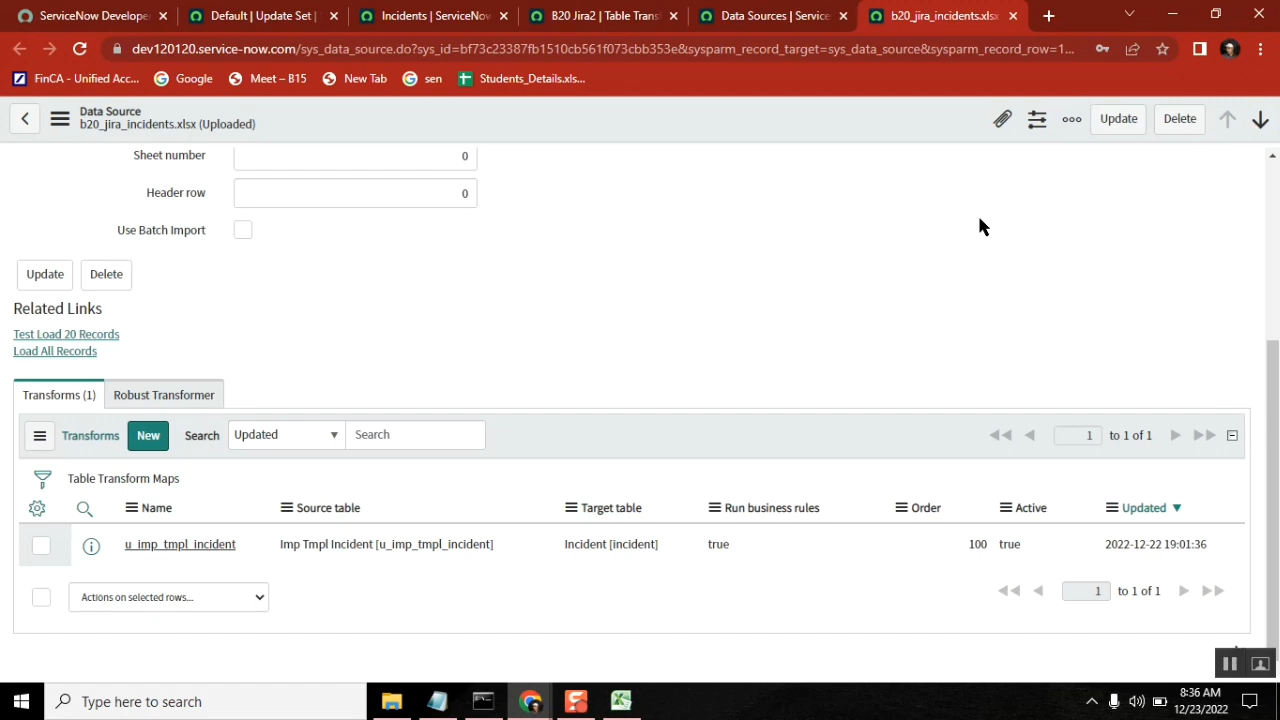 ServiceNow Develope
Default | Update Set |
Incidents | ServiceNow
B20 Jira2 | Table Trans
Data Sources | Service
b20_jira_incidents.xls
dev120120.service-now.com/sys_data_source.do?sys_id=bf73c23387fb1510cb561f073cbb353e&sysparm_record_target=sys_data_source&sysparm_record_row=1...
FinCA - Unified Acc...
Google
Meet – B15
New Tab
sen
Students_Details.xls...
Data Source
b20_jira_incidents.xlsx (Uploaded)
Update
Delete
Sheet number
0
Header row
0
Use Batch Import
Update
Delete
Related Links
Test Load 20 Records
Load All Records
Transforms (1)
Robust Transformer
Transforms
New
Search
Updated
Search
1
to 1 of 1
Table Transform Maps
Name
Source table
Target table
Run business rules
Order
Active
Updated
u_imp_tmpl_incident
Imp Tmpl Incident [u_imp_tmpl_incident]
Incident [incident]
true
100
true
2022-12-22 19:01:36
Actions on selected rows...
1
to 1 of 1
Type here to search
8:36 AM
12/23/2022